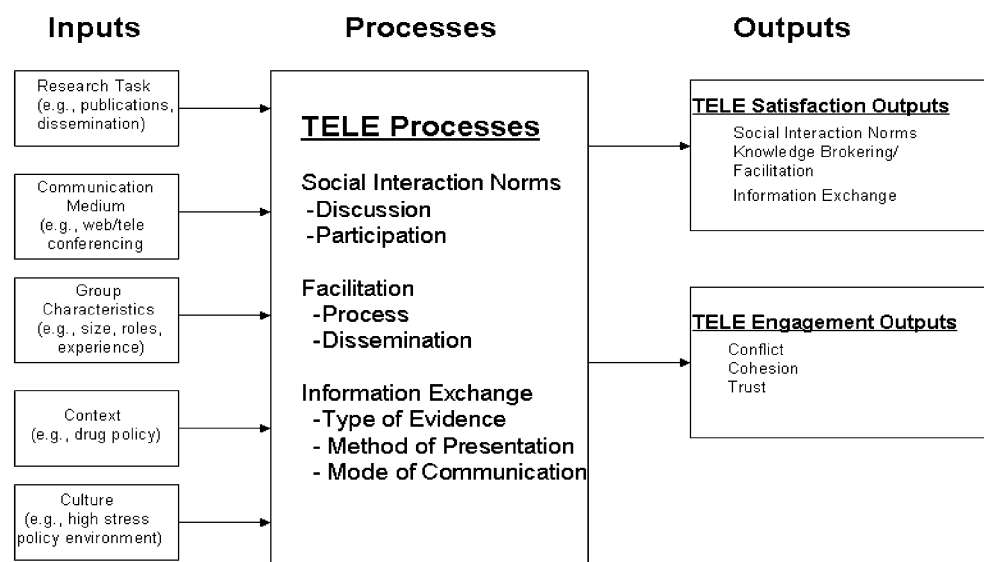 Inputs
Processes
Outputs
Research Task
(e.g., publications,
dissemination)
Communication
Medium
(e.g., web/tele
conferencing
Group
Characteristics
(e.g., size, roles,
experience)
Context
(e.g., drug policy)
Culture
(e.g., high stress
policy environment)
TELE Processes
Social Interaction Norms
-Discussion
-Participation
Facilitation
-Process
-Dissemination
Information Exchange
-Type of Evidence
- Method of Presentation
- Mode of Communication
TELE Satisfaction Outputs
Social Interaction Norms
Knowledge Brokering/
Facilitation
Information Exchange
TELE Engagement Outputs
Conflict
Cohesion
Trust